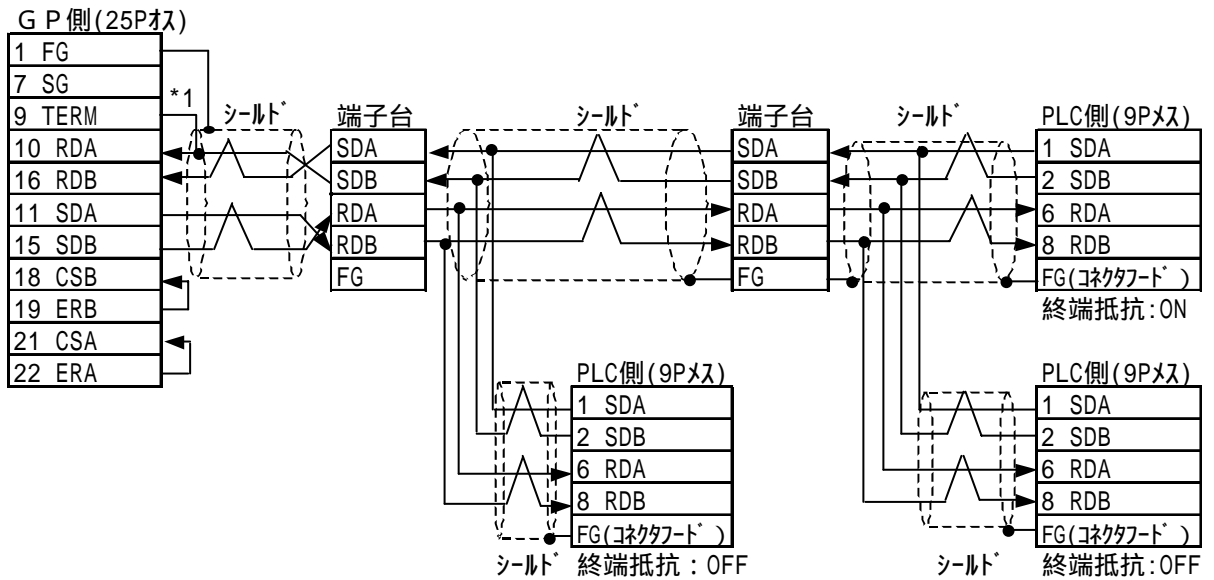 ＧＰ側(25Pｵｽ)
1 FG
7 SG
9 TERM
10 RDA
16 RDB
11 SDA
15 SDB
18 CSB
19 ERB
21 CSA
22 ERA
*1
ｼｰﾙﾄﾞ
端子台
SDA
SDB
RDA
RDB
FG
ｼｰﾙﾄﾞ
端子台
SDA
SDB
RDA
RDB
FG
ｼｰﾙﾄﾞ
PLC側(9Pﾒｽ)
1 SDA
2 SDB
6 RDA
8 RDB
FG(ｺﾈｸﾀﾌｰﾄﾞ)
終端抵抗:ON
PLC側(9Pﾒｽ)
1 SDA
2 SDB
6 RDA
8 RDB
FG(ｺﾈｸﾀﾌｰﾄﾞ)
ｼｰﾙﾄﾞ 終端抵抗：OFF
PLC側(9Pﾒｽ)
1 SDA
2 SDB
6 RDA
8 RDB
FG(ｺﾈｸﾀﾌｰﾄﾞ)
ｼｰﾙﾄﾞ 終端抵抗:OFF